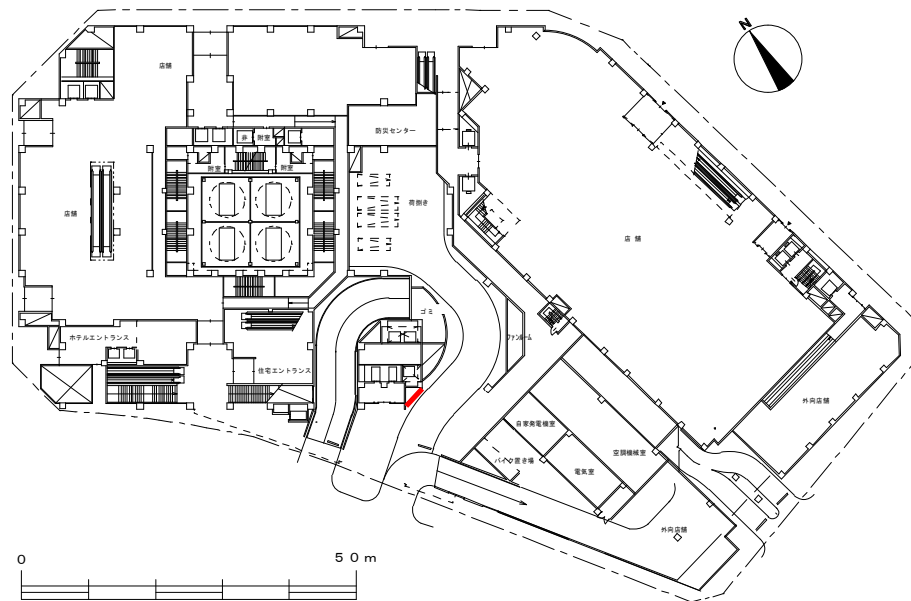 N
店舗
防災センター
弁
附室
附室
附室
店舗
荷捌き
店 舗
ゴミ
ファンルーム
ホテルエントランス
住宅エントランス
外向店舗
自家発電機室
空調機械室
バイク置き場
電気室
外向店舗
0
50m